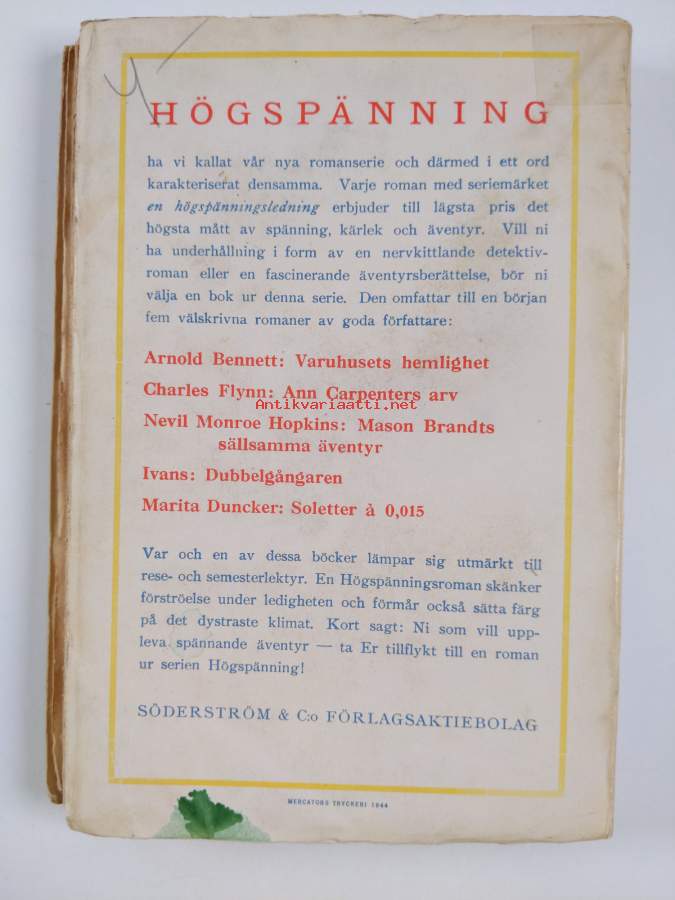 HÖGSPÄNNING
ha vi kallat vår nya romanserie och därmed i ett ord
karakteriserat densamma. Varje roman med seriemärket
en högspänningsledning erbjuder till lägsta pris det
högsta mått av spänning, kärlek och äventyr. Vill ni
ha underhållning i form av en nervkittlande detektiv-
roman eller en fascinerande äventyrsberättelse, bör ni
välja en bok ur denna serie. Den omfattar till en början
fem välskrivna romaner av goda författare:
Arnold Bennett: Varuhusets hemlighet
Charles Flynn: Ann Carpenters arv
Antikvariaatti.net
Nevil Monroe Hopkins: Mason Brandts
sällsamma äventyr
Ivans: Dubbelgångaren
Marita Duncker: Soletter à 0,015
Var och en av dessa böcker lämpar sig utmärkt till
rese- och semesterlektyr. En Högspänningsroman skänker
förströelse under ledigheten och förmår också sätta färg
på det dystraste klimat. Kort sagt: Ni som vill upp-
leva spännande äventyr — ta Er tillflykt till en roman
ur serien Högspänning!
SÖDERSTRÖM & C:o FÖRLAGSAKTIEBOLAG
MERCATORS TRYCKERI 1944